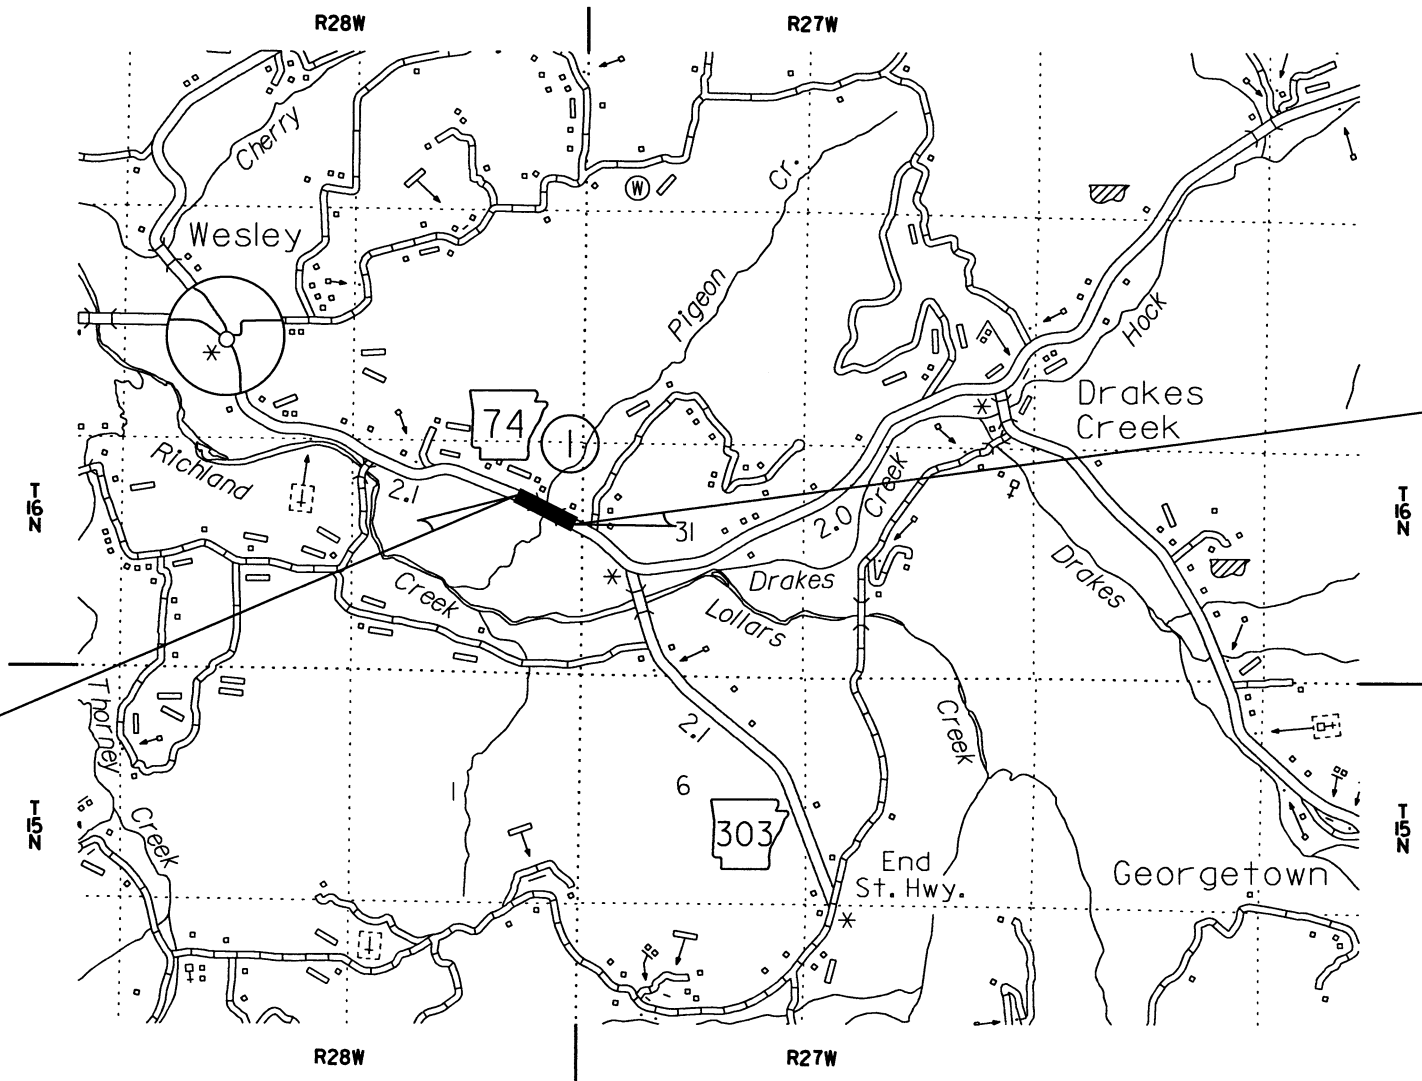 R28W
R27W
Cherry
Cr.
W
Wesley
Pigeon
Hock
74
1
Drakes
Creek
Richland
2.1
T
16
N
31
2.0
Creek
T
16
N
Creek
Drakes
Lollars
Drakes
Thorney
2.1
Creek
6
T
15
N
Creek
303
T
15
N
End
St. Hwy.
Georgetown
R28W
R27W